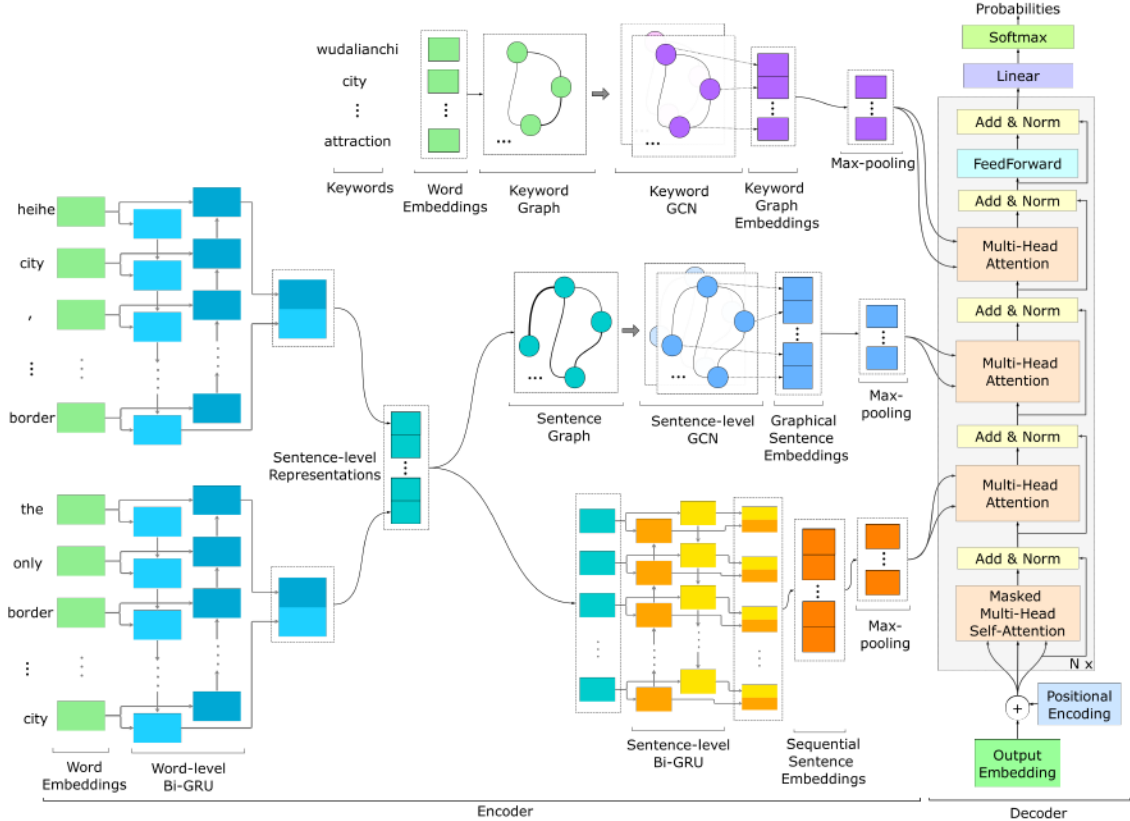 Probabilities
Softmax
Linear
Add & Norm
FeedForward
Add & Norm
Multi-Head
Attention
Add & Norm
Multi-Head
Attention
Add & Norm
Multi-Head
Attention
Add & Norm
Masked
Multi-Head
Self-Attention
N x
+
Positional
Encoding
Output
Embedding
Decoder
wudalianchi
city
...
attraction
Keywords
...
Word
Embeddings
...
Keyword
Graph
...
Keyword
GCN
...
Keyword
Graph
Embeddings
...
Max-pooling
heihe
city
,
...
border
the
only
border
...
city
Word
Embeddings
Word-level
Bi-GRU
Sentence-level
Representations
...
Sentence
Graph
...
Sentence-level
GCN
Graphical
Sentence
Embeddings
Max-
pooling
Sentence-level
Bi-GRU
Sequential
Sentence
Embeddings
Max-
pooling
Encoder